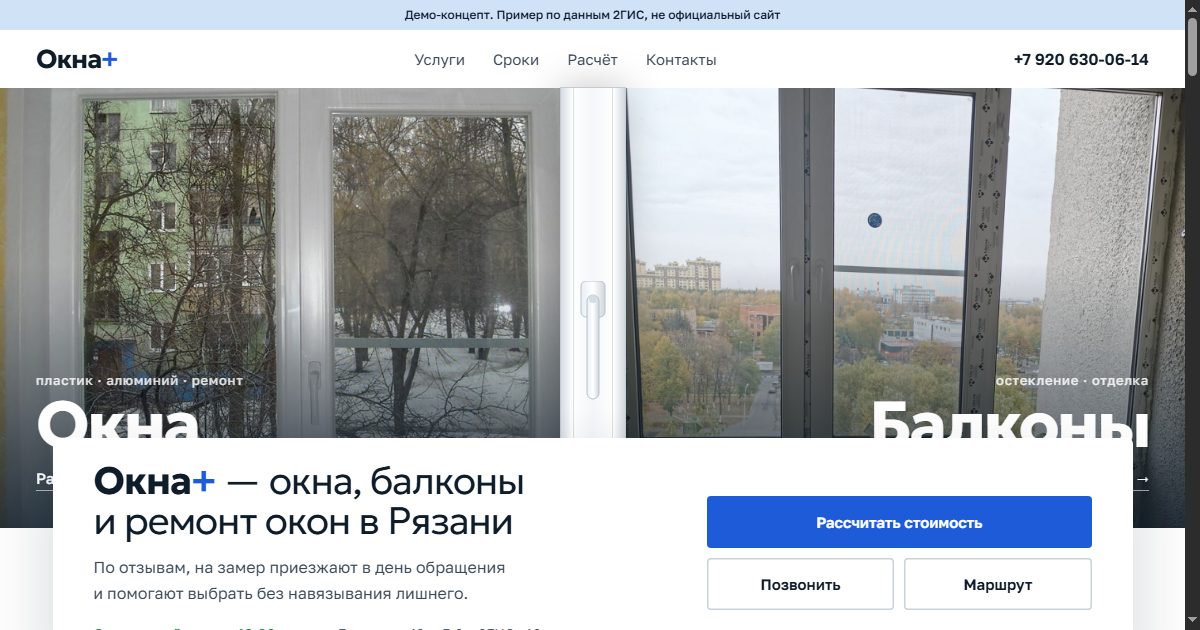 Демо-концепт. Пример по данным 2ГИС, не официальный сайт
Окна+
Услуги Сроки Расчёт Контакты
+7 920 630-06-14
пластик · алюминий · ремонт
Окна
остекление · отделка
Балконы
→
Окна+ — окна, балконы
и ремонт окон в Рязани
По отзывам, на замер приезжают в день обращения
и помогают выбрать без навязывания лишнего.
Рассчитать стоимость
Позвонить
Маршрут